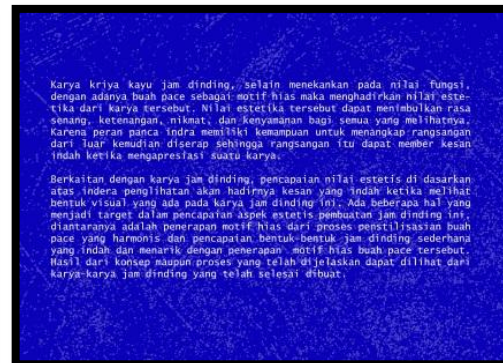 Karya kriya kayu jam dinding, selain menekankan pada nilai fungsi,
dengan adanya buah pace sebagai motif hias maka menghadirkan nilai este-
tika dari karya tersebut. Nilai estetika tersebut dapat menimbulkan rasa
senang, ketenangan, nikmat, dan kenyamanan bagi semua yang melihatnya.
Karena peran panca indra memiliki kemampuan untuk menangkap rangsangan
dari luar kemudian diserap sehingga rangsangan itu dapat member kesan
indah ketika mengapresiasi suatu karya.
Berkaitan dengan karya jam dinding, pencapaian nilai estetis di dasarkan
atas indera penglihatan akan hadirnya kesan yang indah ketika melihat
bentuk visual yang ada pada karya jam dinding ini. Ada beberapa hal yang
menjadi target dalam pencapaian aspek estetis pembuatan jam dinding ini,
diantaranya adalah penerapan motif hias dari proses penstilisasian buah
pace yang harmonis dan pencapaian bentuk-bentuk jam dinding sederhana
yang indah dan menarik dengan penerapan motif hias buah pace tersebut.
Hasil dari konsep maupun proses yang telah dijelaskan dapat dilihat dari
karya-karya jam dinding yang telah selesai dibuat.